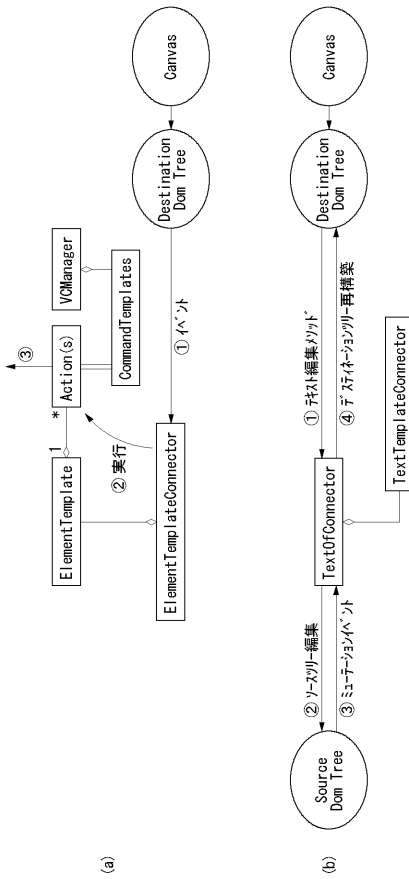 (a)
ElementTemplate
1
*
Action(s)
③
VCManager
CommandTemplates
② 実行
ElementTemplateConnector
① イベント
Destination
Dom Tree
Canvas
(b)
Source
Dom Tree
② ソースツリー編集
③ ミューテーションイベント
TextOfConnector
TextTemplateConnector
① テキスト編集メソッド
④ デスティネーションツリー再構築
Destination
Dom Tree
Canvas